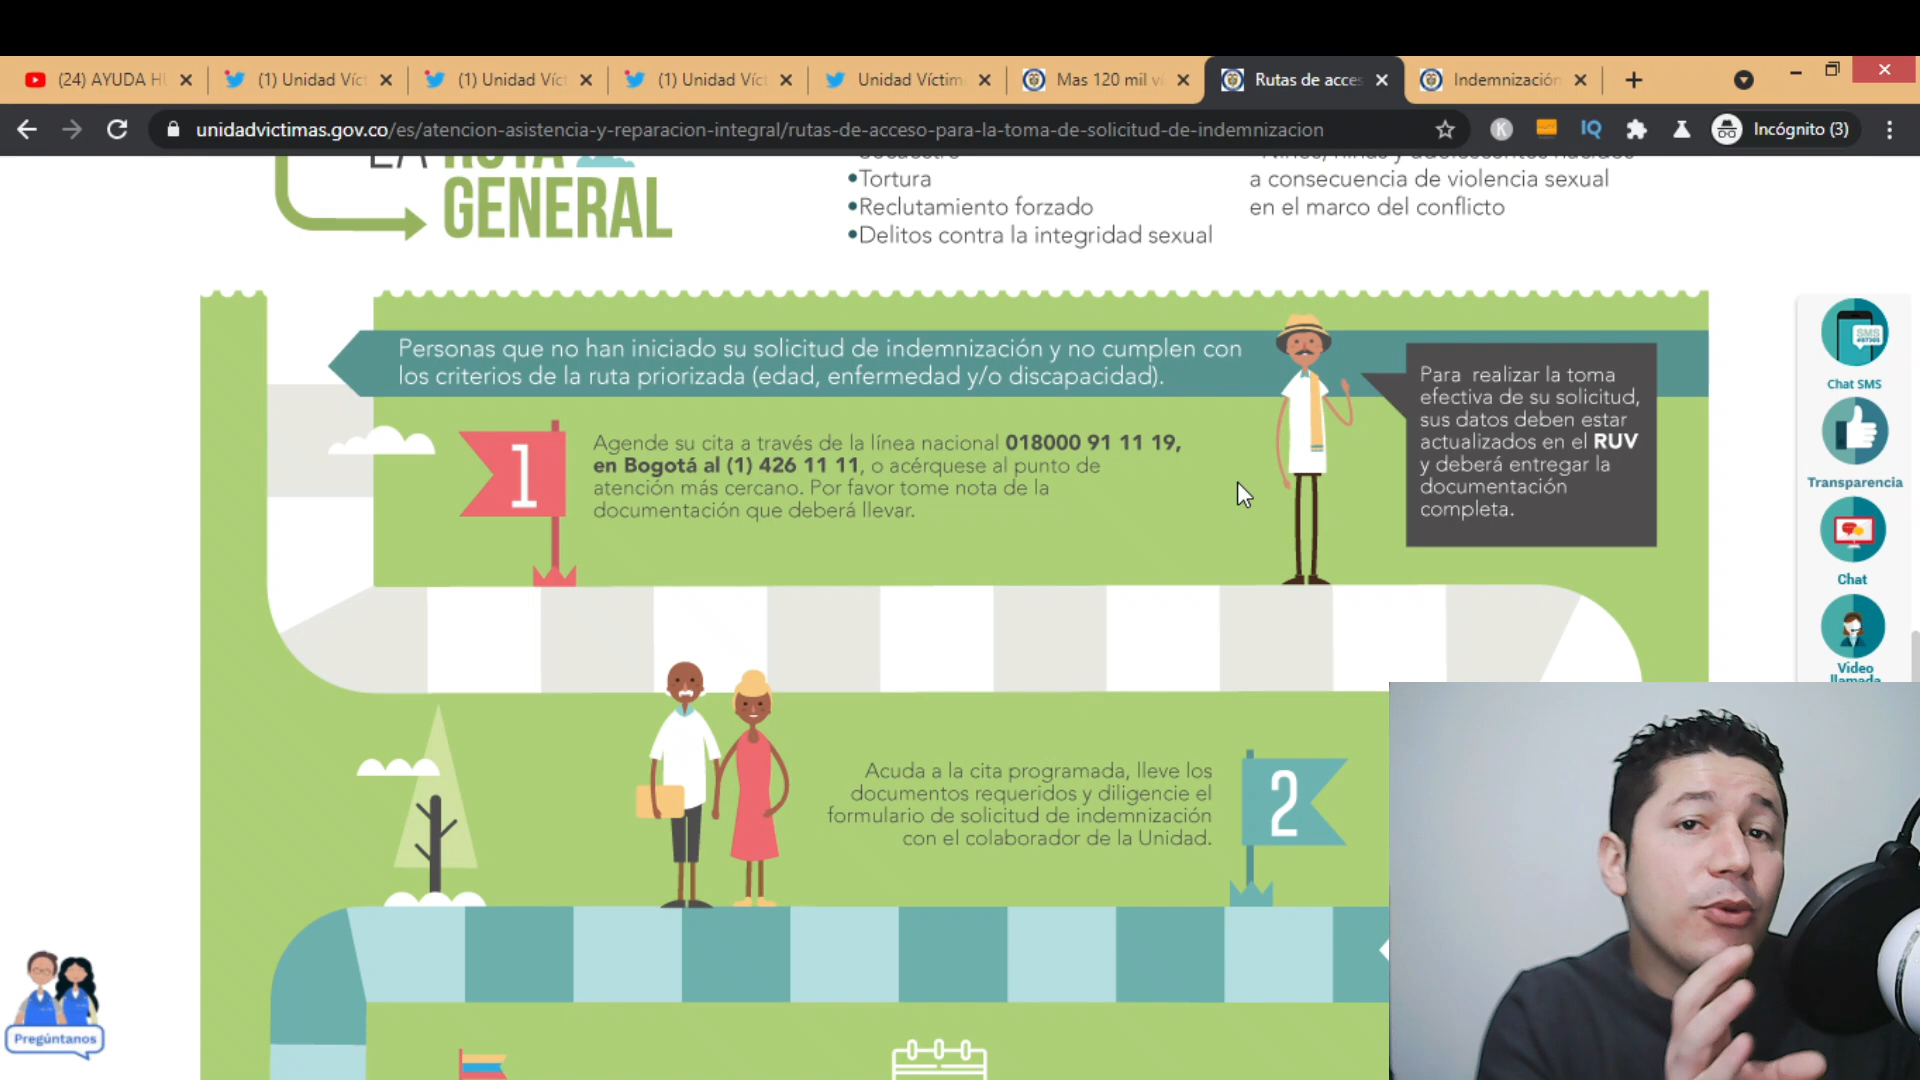 (24) AYUDA H
(1) Unidad Víct
(1) Unidad Víc
(1) Unidad Víc
Unidad Víctim
Mas 120 mil ví
Rutas de acce
Indemnización
unidadvictimas.gov.co/es/atencion-asistencia-y-reparacion-integral/rutas-de-acceso-para-la-toma-de-solicitud-de-indemnizacion
K
IQ
Incógnito (3)
LA RUTA
GENERAL
•Tortura
•Reclutamiento forzado
•Delitos contra la integridad sexual
a consecuencia de violencia sexual
en el marco del conflicto
Personas que no han iniciado su solicitud de indemnización y no cumplen con
los criterios de la ruta priorizada (edad, enfermedad y/o discapacidad).
1
Agende su cita a través de la línea nacional 018000 91 11 19,
en Bogotá al (1) 426 11 11, o acérquese al punto de
atención más cercano. Por favor tome nota de la
documentación que deberá llevar.
Para realizar la toma
efectiva de su solicitud,
sus datos deben estar
actualizados en el RUV
y deberá entregar la
documentación
completa.
SMS
Chat SMS
Transparencia
Chat
Video
llamada
Acuda a la cita programada, lleve los
documentos requeridos y diligencie el
formulario de solicitud de indemnización
con el colaborador de la Unidad.
2
Pregúntanos